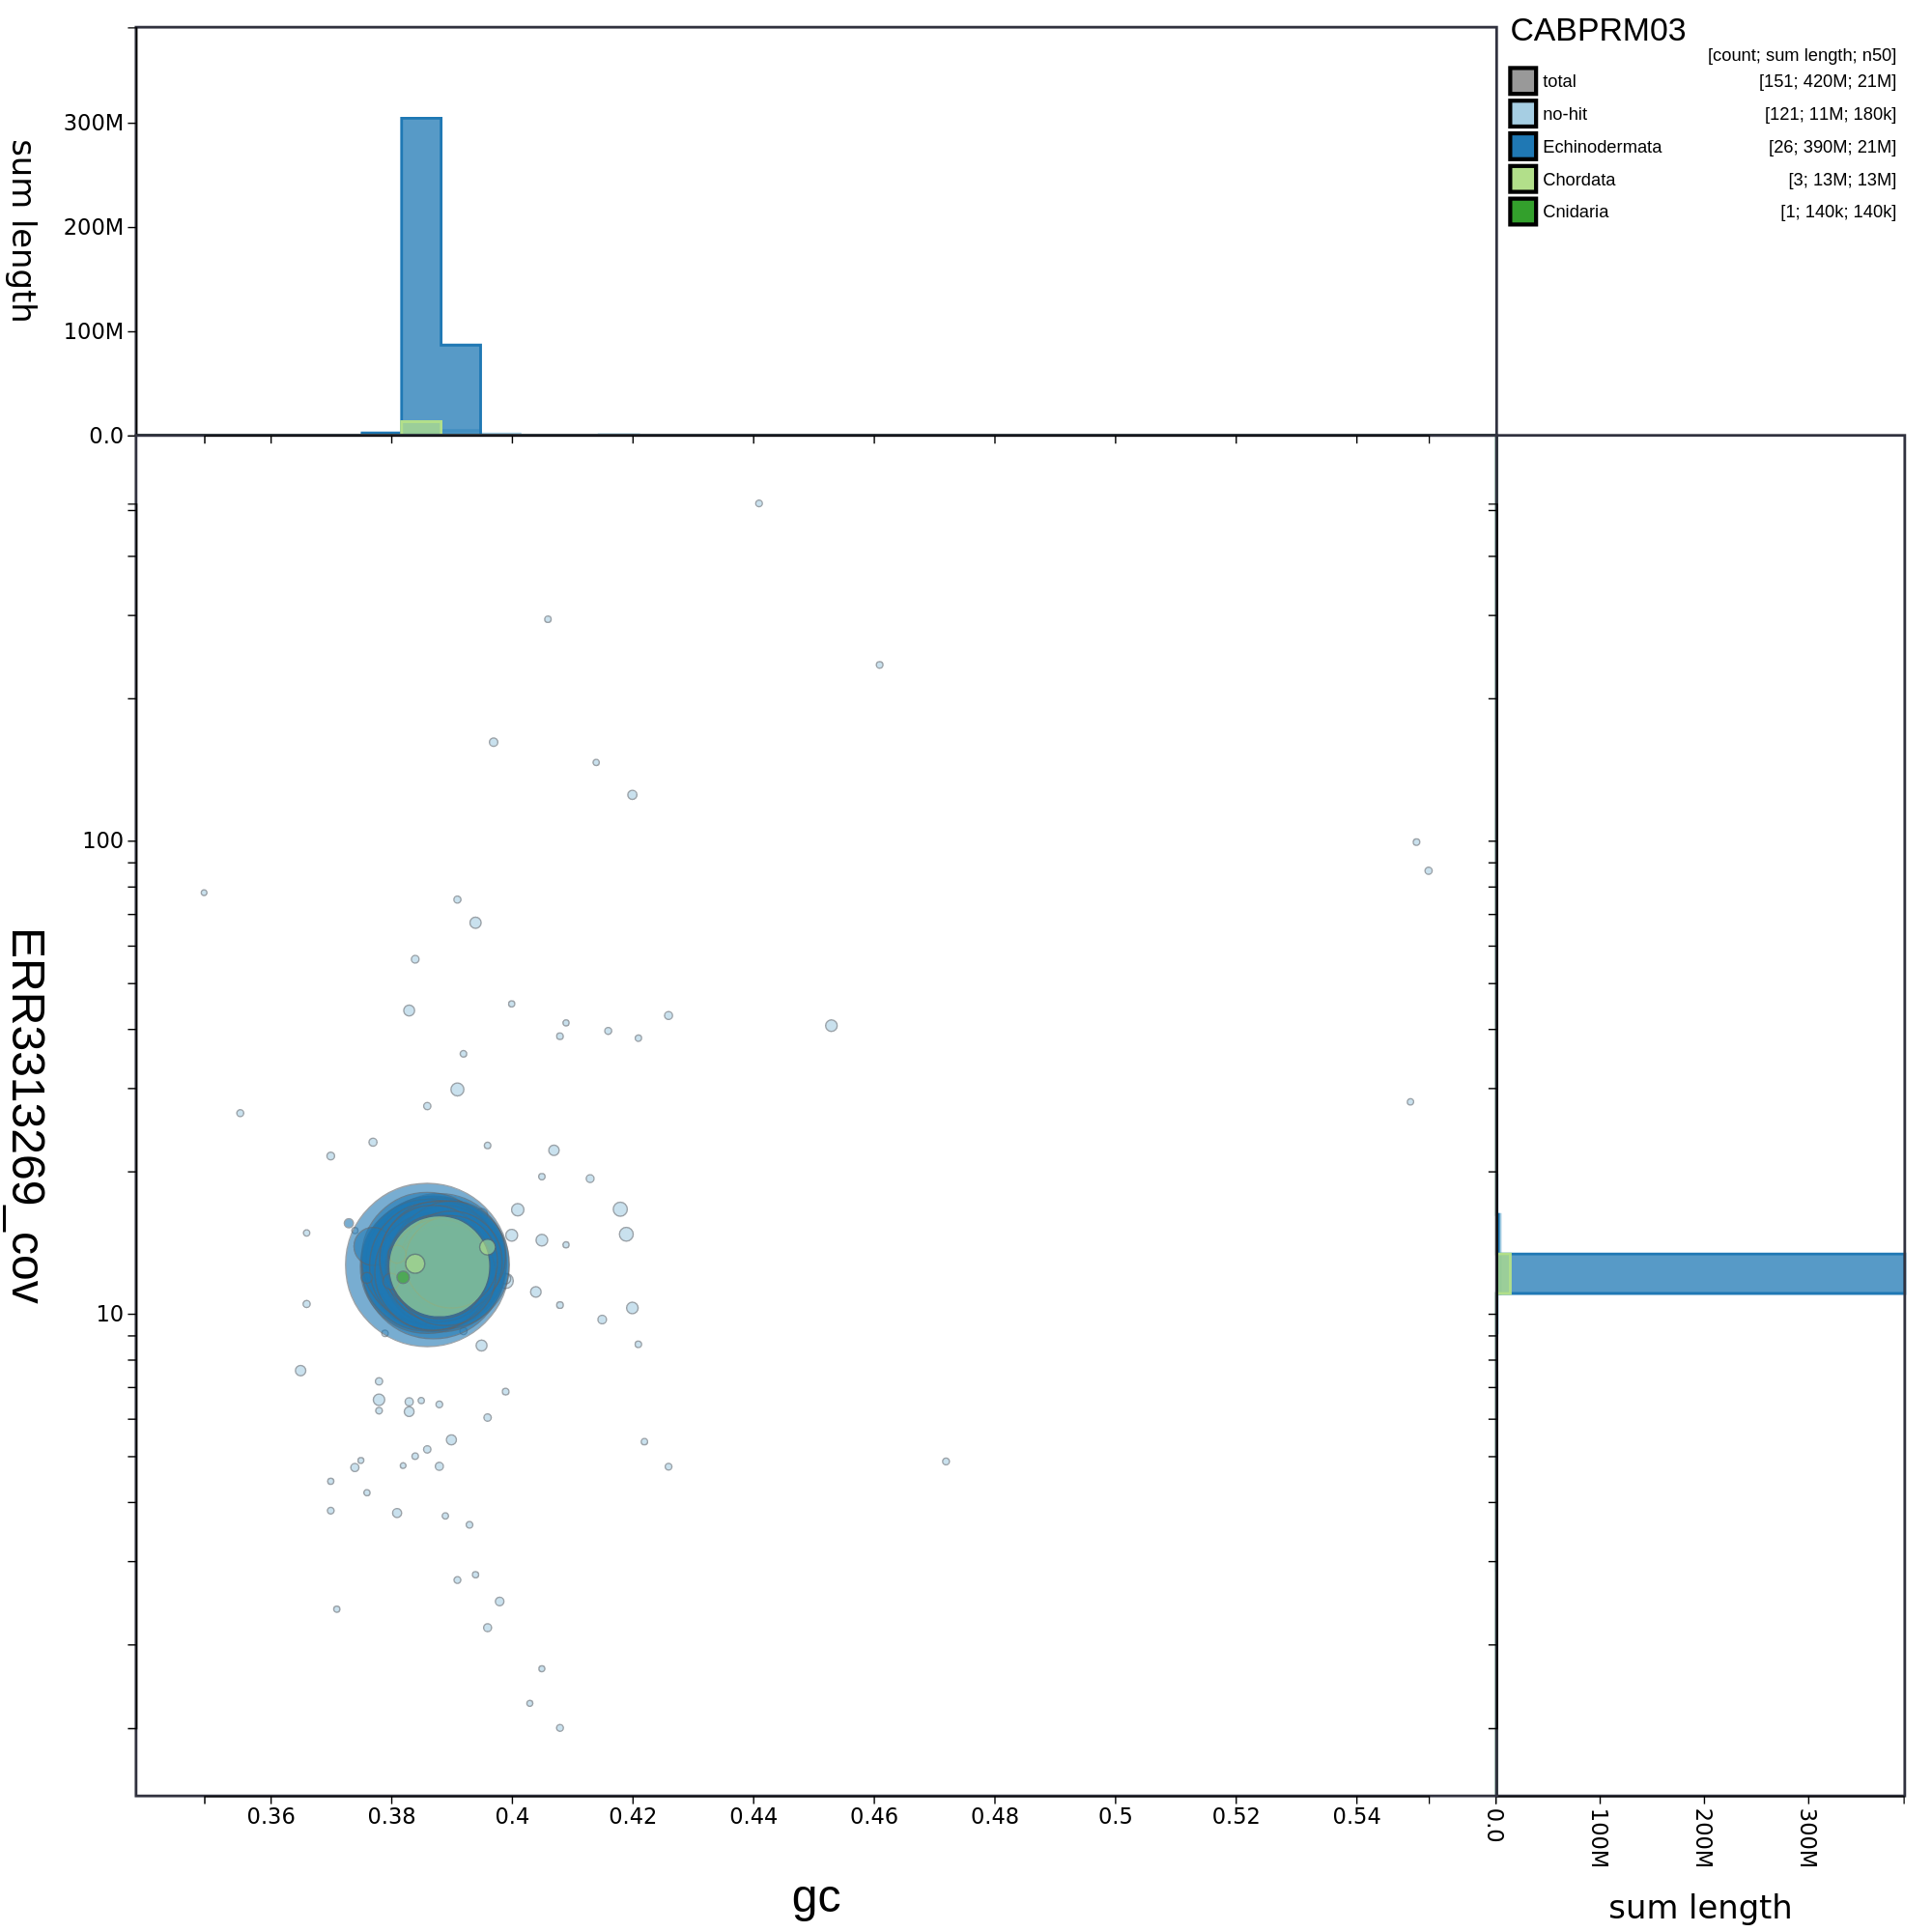 CABPRM03
[count; sum length; n50]
total [151; 420M; 21M]
no-hit [121; 11M; 180k]
Echinodermata [26; 390M; 21M]
Chordata [3; 13M; 13M]
Cnidaria [1; 140k; 140k]
sum length
300M
200M
100M
0.0
ERR3313269_cov
100
10
0.36 0.38 0.4 0.42 0.44 0.46 0.48 0.5 0.52 0.54
gc
0.0 100M 200M 300M
sum length